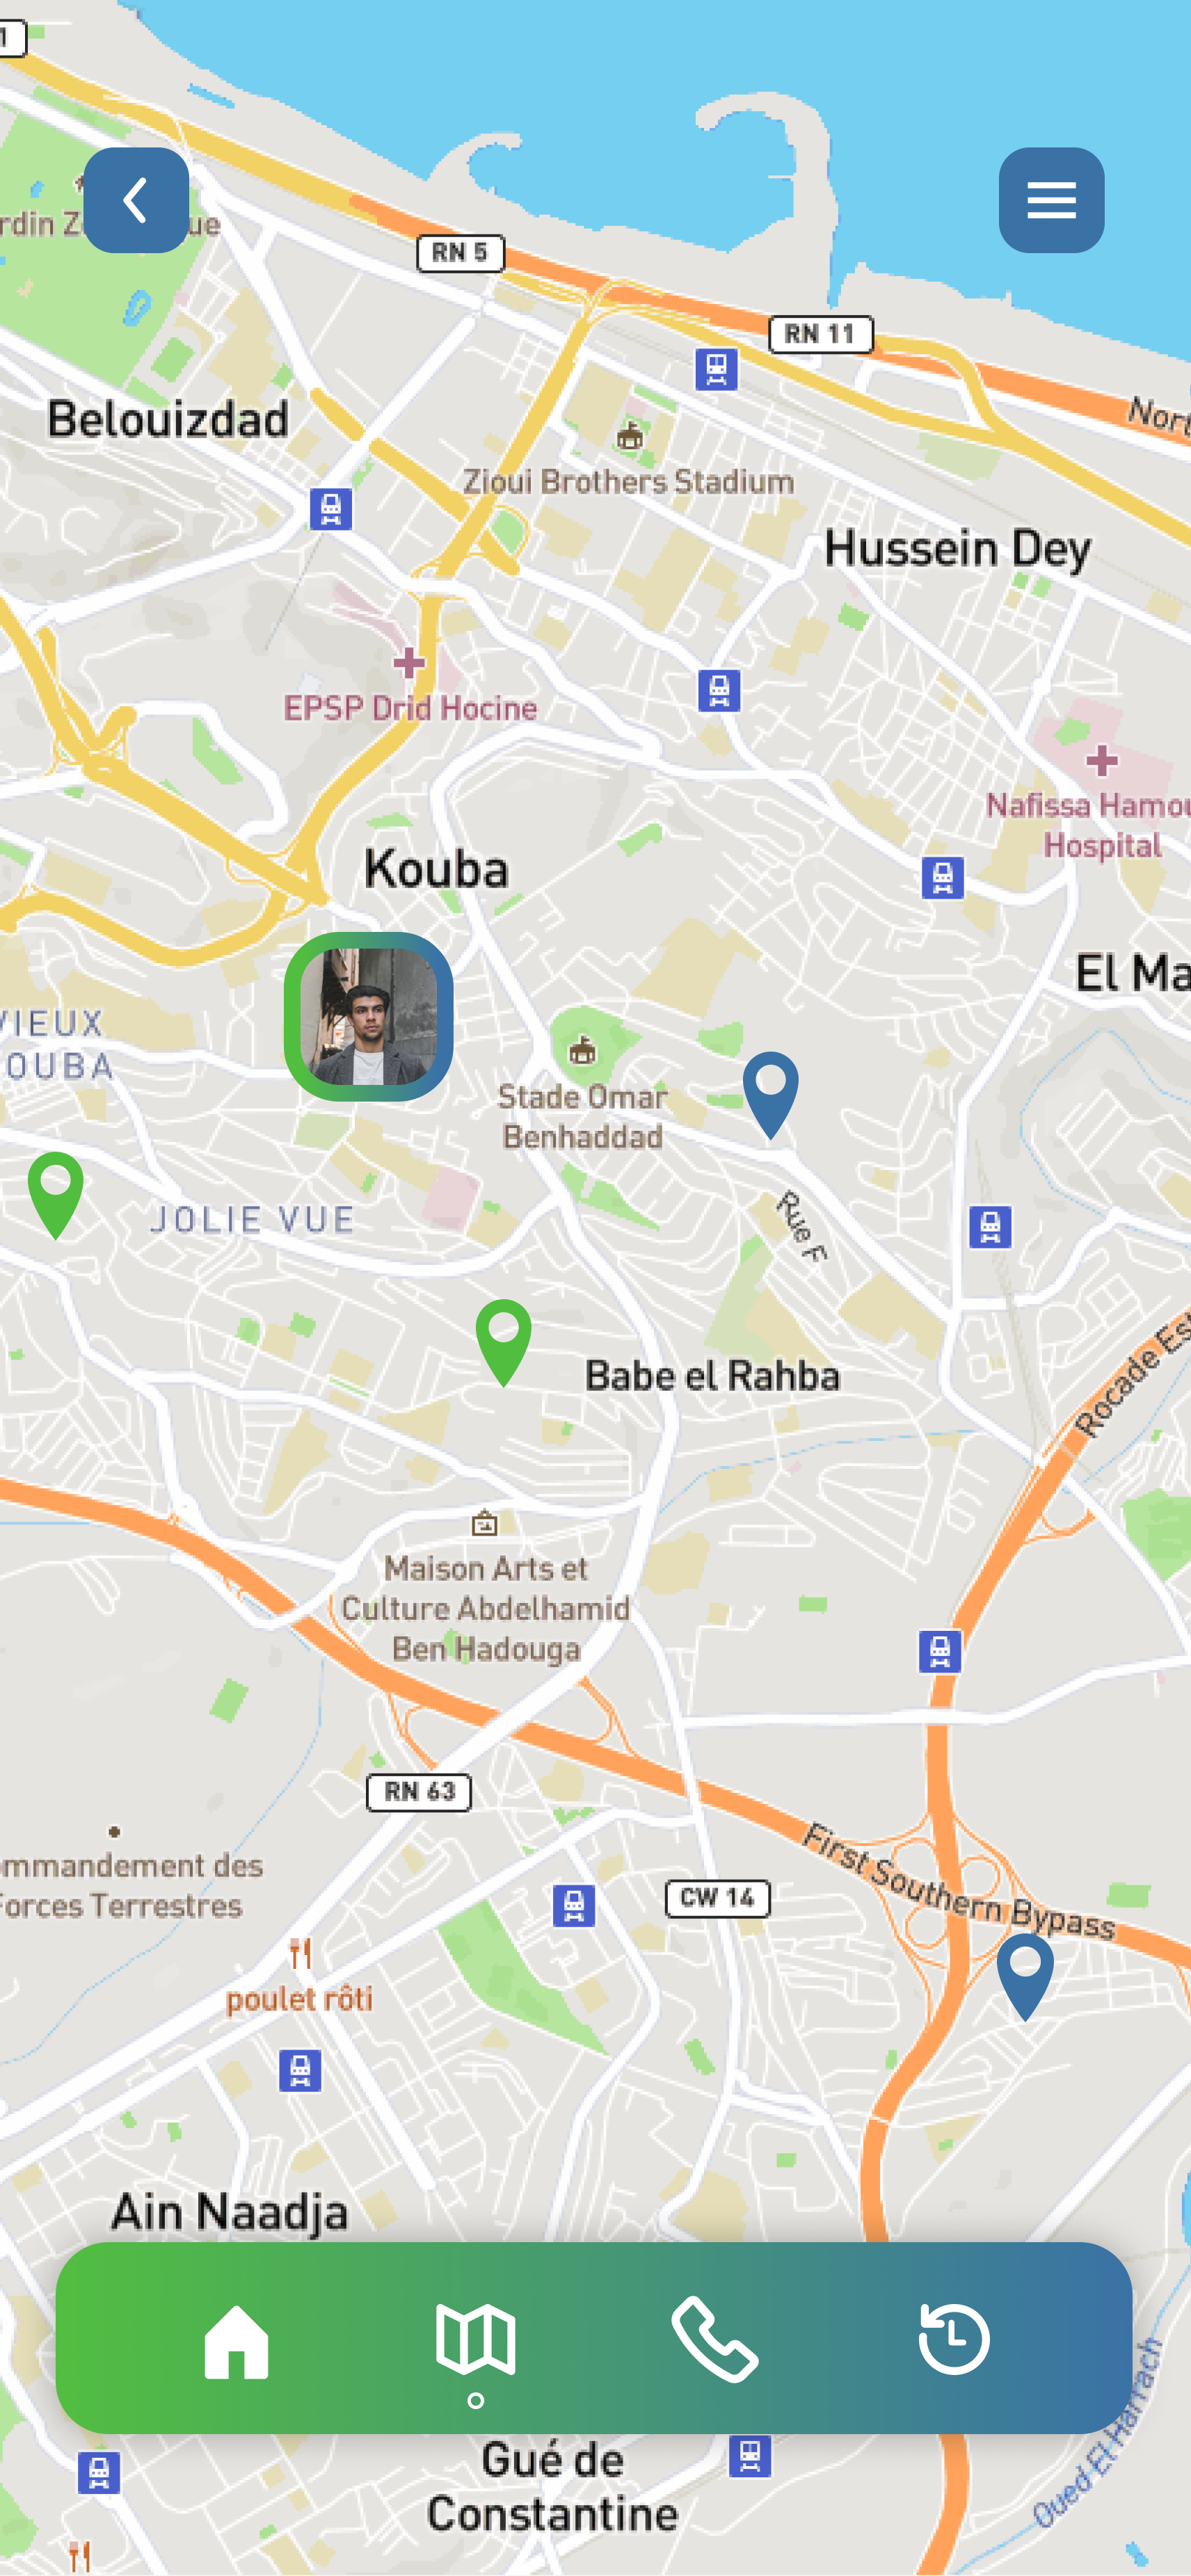 1
RN 5
RN 11
Nort
Belouizdad
Zioui Brothers Stadium
Hussein Dey
EPSP Drid Hocine
Nafissa Hamou
Hospital
Kouba
El Ma
VIEUX
OUBA
Stade Omar
Benhaddad
JOLIE VUE
Rue F
Babe el Rahba
Rocade Est
Maison Arts et
Culture Abdelhamid
Ben Hadouga
RN 63
First Southern Bypass
mmandement des
Forces Terrestres
CW 14
poulet rôti
Ain Naadja
Oued El Harrach
Gué de
Constantine